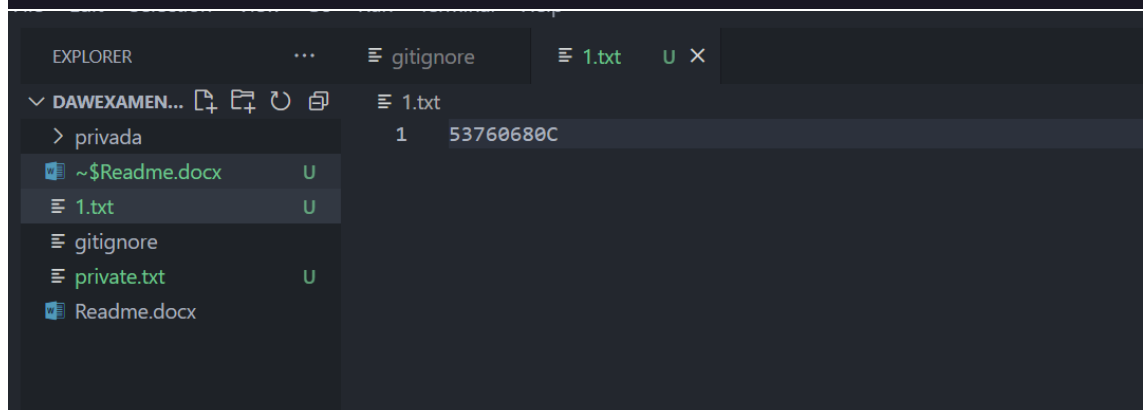 EXPLORER ...
gitignore
1.txt U
DAWEXAMEN...
1.txt
privada
1 53760680C
~$Readme.docx U
1.txt U
gitignore
private.txt U
Readme.docx